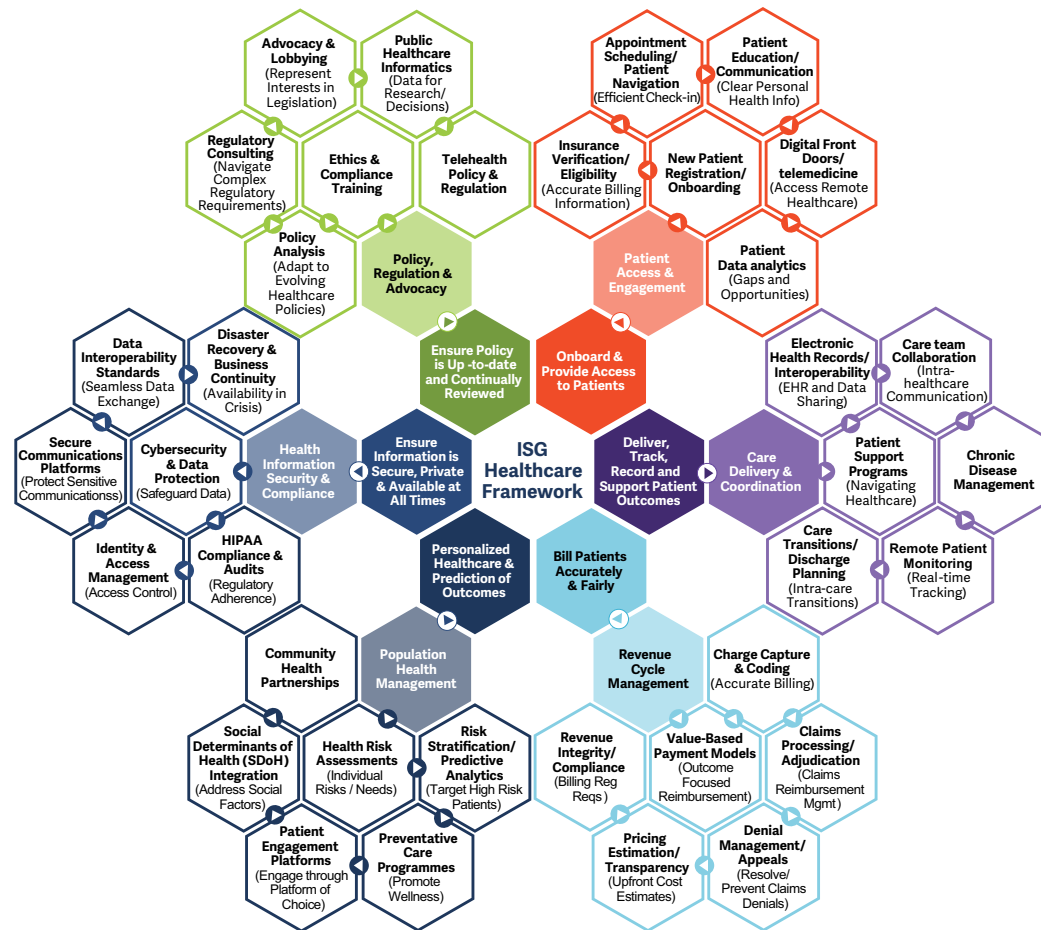 Advocacy &
Lobbying
(Represent
Interests in
Legislation)
Public
Healthcare
Informatics
(Data for
Research/
Decisions)
Regulatory
Consulting
(Navigate
Complex
Regulatory
Requirements)
Ethics &
Compliance
Training
Telehealth
Policy &
Regulation
Policy
Analysis
(Adapt to
Evolving
Healthcare
Policies)
Policy,
Regulation &
Advocacy
Ensure Policy
is Up -to-date
and Continually
Reviewed
Appointment
Scheduling/
Patient
Navigation
(Efficient Check-in)
Patient
Education/
Communication
(Clear Personal
Health Info)
Insurance
Verification/
Eligibility
(Accurate Billing
Information)
New Patient
Registration/
Onboarding
Digital Front
Doors/
telemedicine
(Access Remote
Healthcare)
Patient
Access &
Engagement
Patient
Data analytics
(Gaps and
Opportunities)
Onboard &
Provide Access
to Patients
Data
Interoperability
Standards
(Seamless Data
Exchange)
Disaster
Recovery &
Business
Continuity
(Availability in
Crisis)
Secure
Communications
Platforms
(Protect Sensitive
Communicationss)
Cybersecurity
& Data
Protection
(Safeguard Data)
Health
Information
Security &
Compliance
Ensure
Information is
Secure, Private
& Available at
All Times
Identity &
Access
Management
(Access Control)
HIPAA
Compliance &
Audits
(Regulatory
Adherence)
ISG
Healthcare
Framework
Deliver,
Track,
Record and
Support Patient
Outcomes
Care
Delivery &
Coordination
Electronic
Health Records/
Interoperability
(EHR and Data
Sharing)
Care team
Collaboration
(Intra-
healthcare
Communication)
Patient
Support
Programs
(Navigating
Healthcare)
Chronic
Disease
Management
Care
Transitions/
Discharge
Planning
(Intra-care
Transitions)
Remote Patient
Monitoring
(Real-time
Tracking)
Personalized
Healthcare &
Prediction of
Outcomes
Population
Health
Management
Community
Health
Partnerships
Social
Determinants of
Health (SDoH)
Integration
(Address Social
Factors)
Health Risk
Assessments
(Individual
Risks / Needs)
Risk
Stratification/
Predictive
Analytics
(Target High Risk
Patients)
Patient
Engagement
Platforms
(Engage through
Platform of
Choice)
Preventative
Care
Programmes
(Promote
Wellness)
Bill Patients
Accurately
& Fairly
Revenue
Cycle
Management
Charge Capture
& Coding
(Accurate Billing)
Revenue
Integrity/
Compliance
(Billing Reg
Reqs)
Value-Based
Payment Models
(Outcome
Focused
Reimbursement)
Claims
Processing/
Adjudication
(Claims
Reimbursement
Mgmt)
Pricing
Estimation/
Transparency
(Upfront Cost
Estimates)
Denial
Management/
Appeals
(Resolve/
Prevent Claims
Denials)